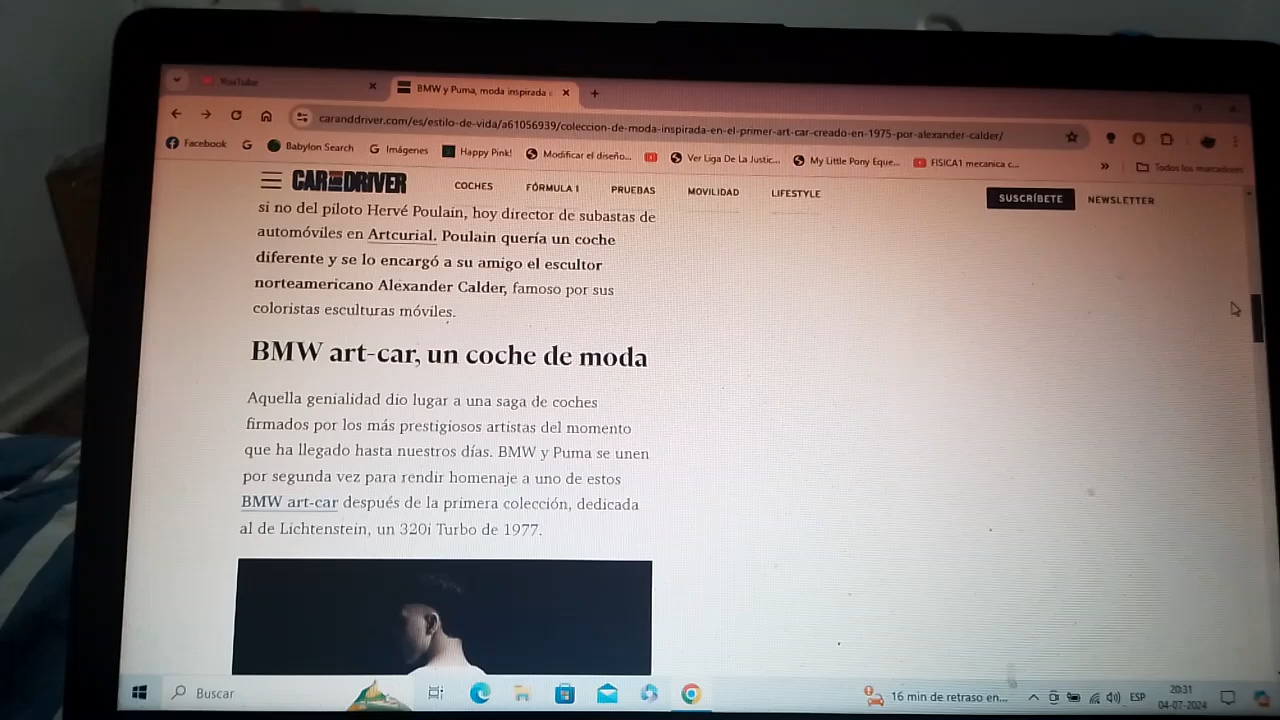 YouTube
BMW y Puma, moda inspirada e
caranddriver.com/es/estilo-de-vida/a61056939/coleccion-de-moda-inspirada-en-el-primer-art-car-creado-en-1975-por-alexander-calder/
Facebook G Babylon Search G Imágenes Happy Pink! Modificar el diseño... Ver Liga De La Justic... My Little Pony Eque... FISICA1 mecanica c... » Todos los marcadores
CAR AND DRIVER COCHES FÓRMULA 1 PRUEBAS MOVILIDAD LIFESTYLE SUSCRÍBETE NEWSLETTER
si no del piloto Hervé Poulain, hoy director de subastas de
automóviles en Artcurial. Poulain quería un coche
diferente y se lo encargó a su amigo el escultor
norteamericano Alexander Calder, famoso por sus
coloristas esculturas móviles.
BMW art-car, un coche de moda
Aquella genialidad dio lugar a una saga de coches
firmados por los más prestigiosos artistas del momento
que ha llegado hasta nuestros días. BMW y Puma se unen
por segunda vez para rendir homenaje a uno de estos
BMW art-car después de la primera colección, dedicada
al de Lichtenstein, un 320i Turbo de 1977.
Buscar 16 min de retraso en... ESP 20:31
04-07-2024